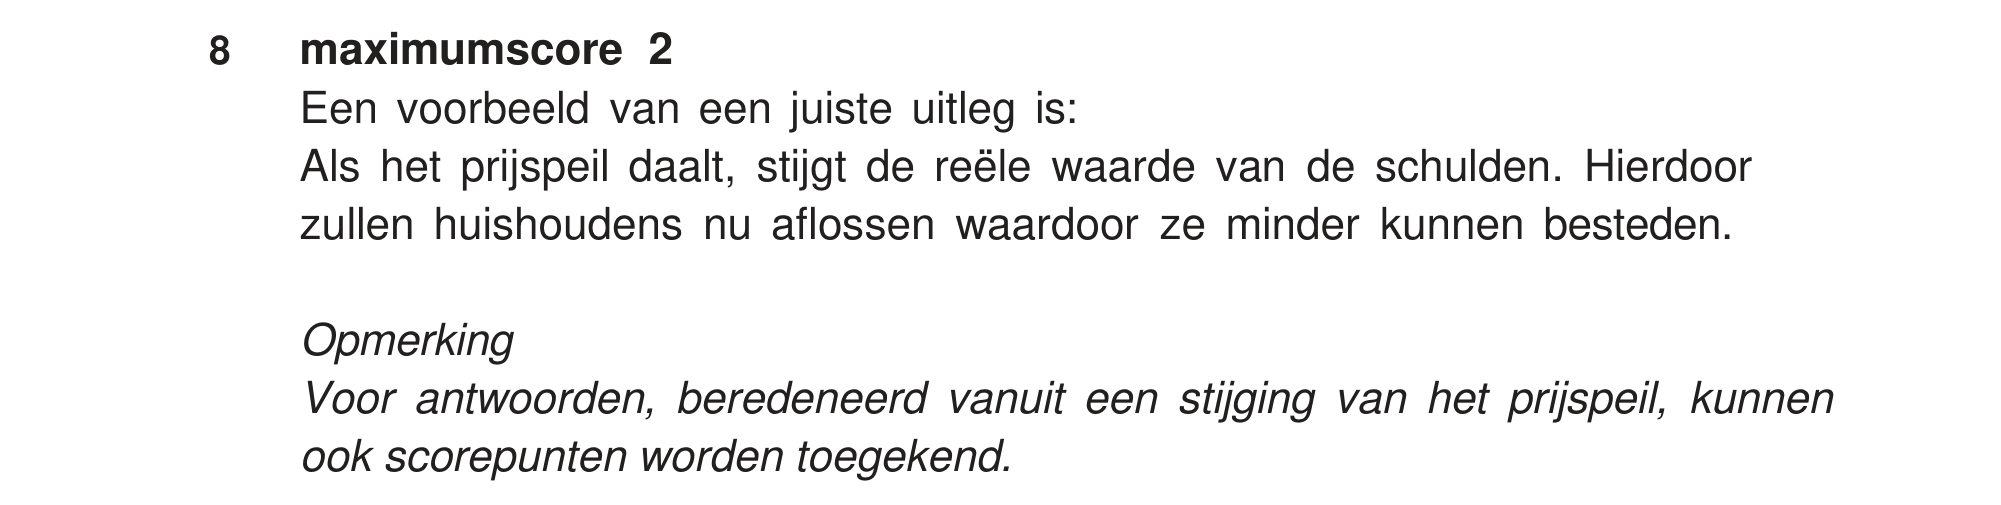 8 maximumscore 2
Een voorbeeld van een juiste uitleg is:
Als het prijspeil daalt, stijgt de reële waarde van de schulden. Hierdoor
zullen huishoudens nu aflossen waardoor ze minder kunnen besteden.
Opmerking
Voor antwoorden, beredeneerd vanuit een stijging van het prijspeil, kunnen
ook scorepunten worden toegekend.